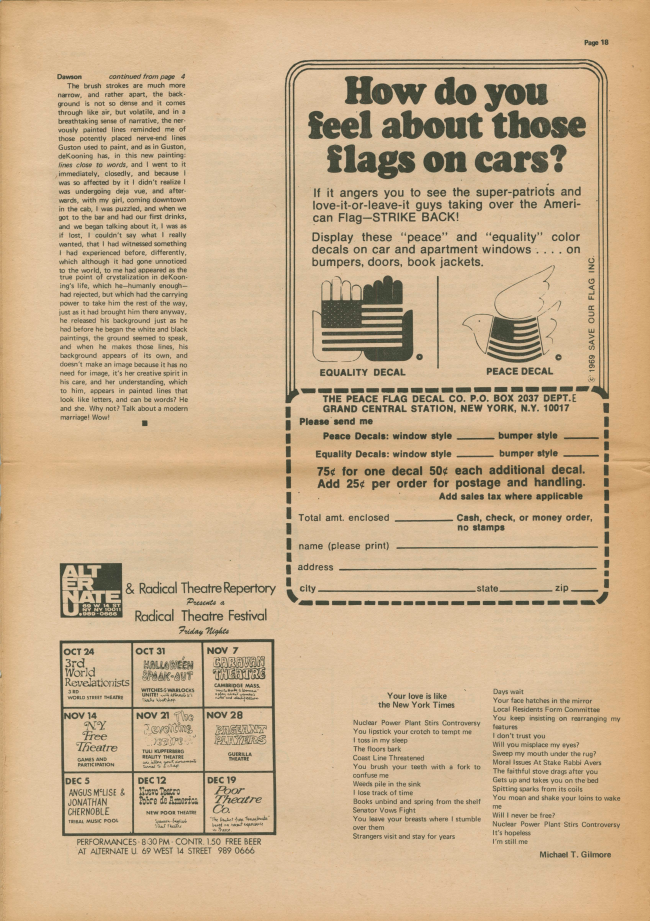 Page 18
Dawson continued from page 4
The brush strokes are much more
narrow, and rather apart, the back-
ground is not so dense and it comes
through like air, but volatile, and in a
breathtaking sense of narrative, the ner-
vously painted lines reminded me of
those potently placed nerve-end lines
Guston used to paint, and as in Guston,
deKooning has, in this new painting:
lines close to words, and I went to it
immediately, closedly, and because I
was so affected by it I didn't realize I
was undergoing deja vue, and after-
wards, with my girl, coming downtown
in the cab, I was puzzled, and when we
got to the bar and had our first drinks,
and we began talking about it, I was as
if lost, I couldn't say what I really
wanted, that I had witnessed something
I had experienced before, differently,
which although it had gone unnoticed
to the world, to me had appeared as the
true point of crystalization in deKoon-
ing's life, which he—humanly enough—
had rejected, but which had the carrying
power to take him the rest of the way,
just as it had brought him there anyway,
he released his background just as he
had before he began the white and black
paintings, the ground seemed to speak,
and when he makes those lines, his
background appears of its own, and
doesn't make an image because it has no
need for image, it's her creative spirit in
his care, and her understanding, which
to him, appears in painted lines that
look like letters, and can be words? He
and she. Why not? Talk about a modern
marriage! Wow!
How do you
feel about those
flags on cars?
If it angers you to see the super-patriots and
love-it-or-leave-it guys taking over the Ameri-
can Flag—STRIKE BACK!
Display these "peace" and "equality" color
decals on car and apartment windows . . . . on
bumpers, doors, book jackets.
© 1969 SAVE OUR FLAG INC.
EQUALITY DECAL
PEACE DECAL
THE PEACE FLAG DECAL CO. P.O. BOX 2037 DEPT.E
GRAND CENTRAL STATION, NEW YORK, N.Y. 10017
Please send me
Peace Decals: window style ______ bumper style ______
Equality Decals: window style ______ bumper style ______
75¢ for one decal 50¢ each additional decal.
Add 25¢ per order for postage and handling.
Add sales tax where applicable
Total amt. enclosed ______ Cash, check, or money order,
no stamps
name (please print) ______
address ______
city ______ state ______ zip ______
ALT
ER
NATE
U.
69 W 14 ST
NY NY 10011
989-0666
& Radical Theatre Repertory
Presents a
Radical Theatre Festival
Friday Nights
OCT 24
3rd
World
Revelationists
3 RD
WORLD STREET THEATRE
OCT 31
HALLOWEEN
SPEAK-OUT
WITCHES & WARLOCKS
UNITE!
NOV 7
CARAVAN
THEATRE
CAMBRIDGE MASS.
NOV 14
N.Y.
Free
Theatre
GAMES AND
PARTICIPATION
NOV 21
The
TULI KUPFERBERG
REALITY THEATRE
NOV 28
PAGEANT
PLAYERS
GUERILLA
THEATRE
DEC 5
ANGUS McLISE &
JONATHAN
CHERNOBLE
TRIBAL MUSIC POOL
DEC 12
Nuevo Teatro
Pobre de America
NEW POOR THEATRE
DEC 19
Poor
Theatre
Co.
PERFORMANCES · 8:30 PM · CONTR. 1.50 FREE BEER
AT ALTERNATE U. 69 WEST 14 STREET 989 0666
Your love is like
the New York Times
Nuclear Power Plant Stirs Controversy
You lipstick your crotch to tempt me
I toss in my sleep
The floors bark
Coast Line Threatened
You brush your teeth with a fork to
confuse me
Weeds pile in the sink
I lose track of time
Books unbind and spring from the shelf
Senator Vows Fight
You leave your breasts where I stumble
over them
Strangers visit and stay for years
Days wait
Your face hatches in the mirror
Local Residents Form Committee
You keep insisting on rearranging my
features
I don't trust you
Will you misplace my eyes?
Sweep my mouth under the rug?
Moral Issues At Stake Rabbi Avers
The faithful stove drags after you
Gets up and takes you on the bed
Splitting sparks from its coils
You moan and shake your loins to wake
me
Will I never be free?
Nuclear Power Plant Stirs Controversy
It's hopeless
I'm still me
Michael T. Gilmore